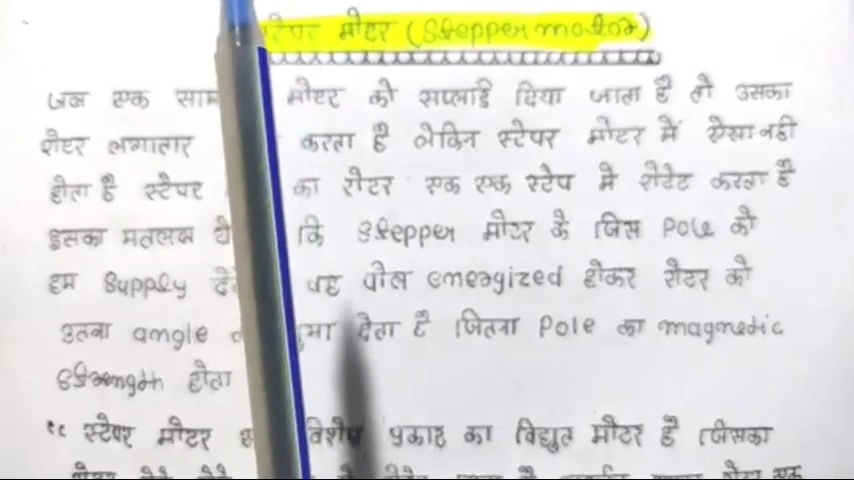 मोटर (Stepper motor)
जब एक मोटर को सप्लाई दिया जाता है तो उसका
रोटर लगातार करता है लेकिन स्टेपर मोटर में ऐसा नही
होता है स्टेपर का रोटर एक एक स्टेप मे रोटेट करता है
इसका मतलब कि Stepper मोटर के जिस Pole को
हम Supply वह पोल energized होकर रोटर को
उतना angle देता है जितना Pole का magnetic
Strength होता
“ स्टेपर मोटर विशेष प्रकार का विद्युत मोटर है जिसका